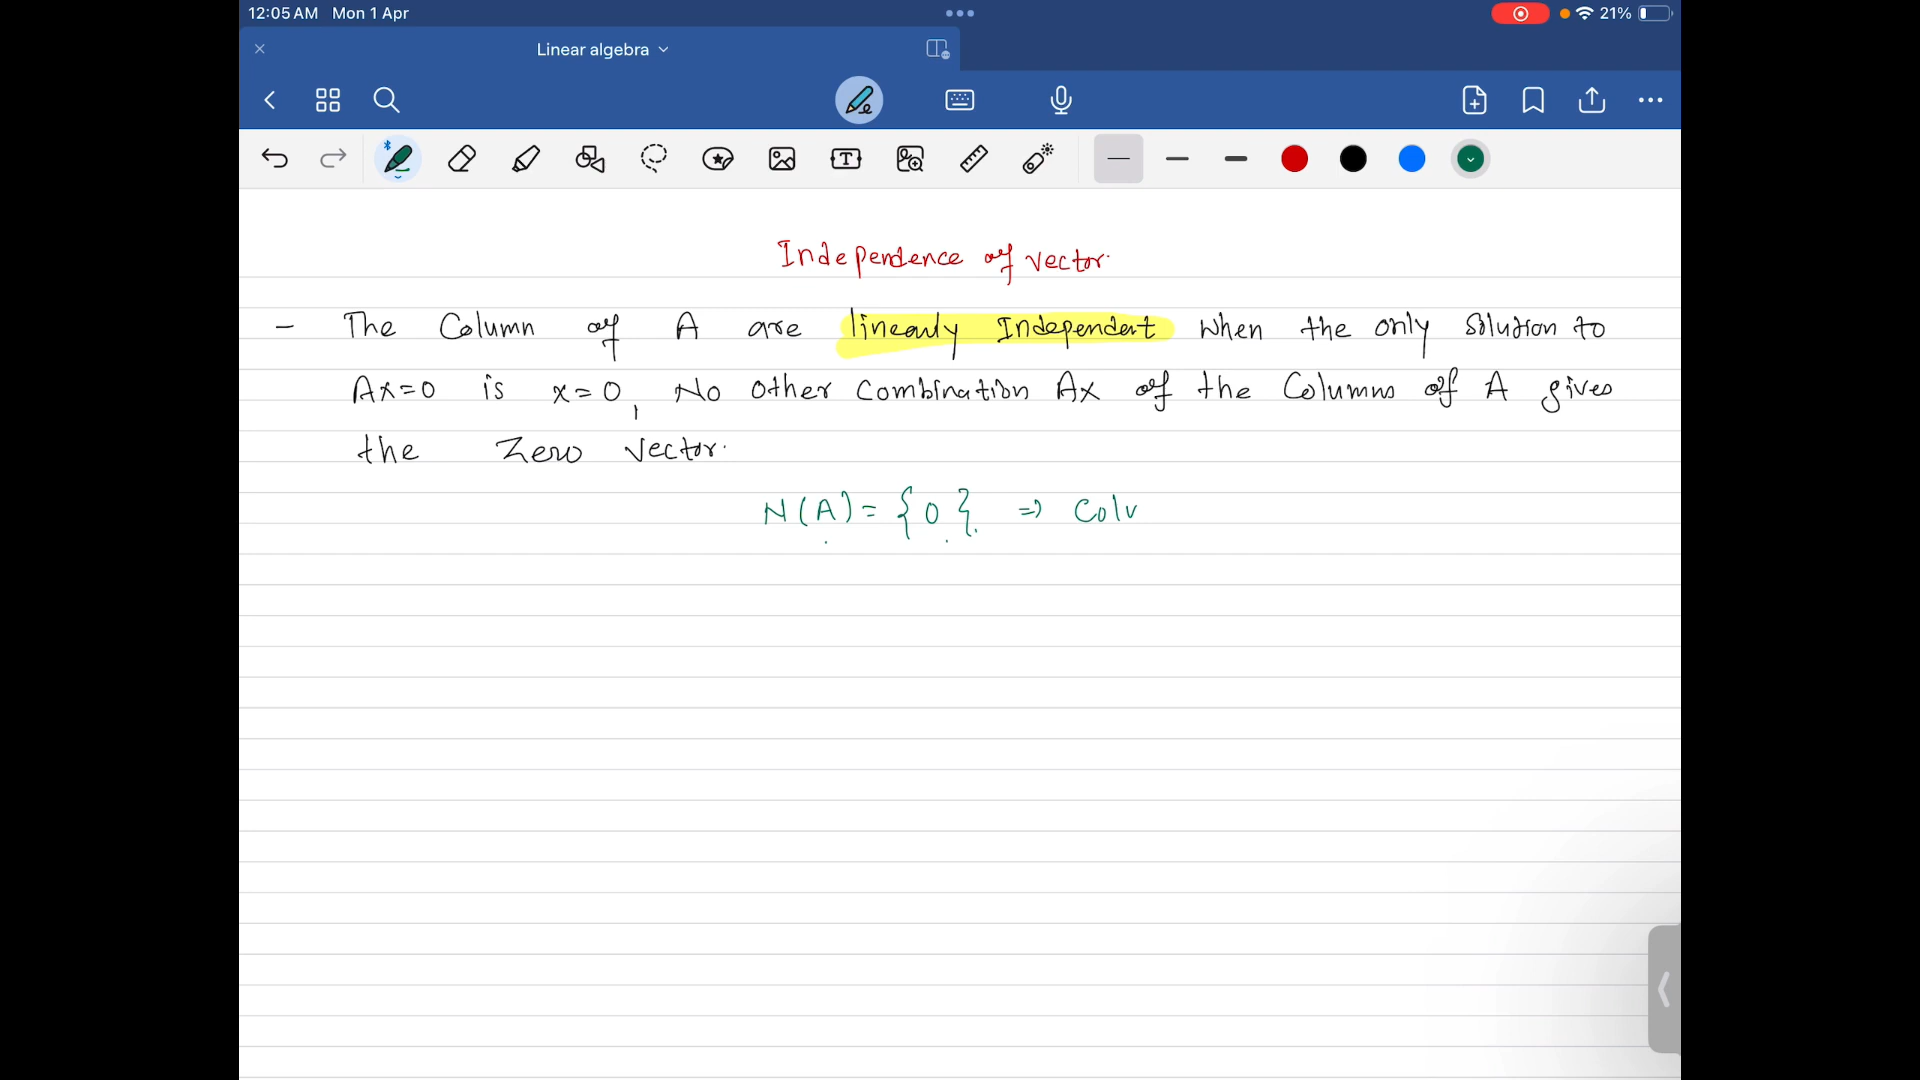 12:05 AM Mon 1 Apr
21%
Linear algebra
Independence of vector.
- The Column of A are linearly Independent When the only Solution to
Ax=0 is x=0, No other Combination Ax of the Columns of A gives
the Zero vector.
N(A)= {0}. => Colu